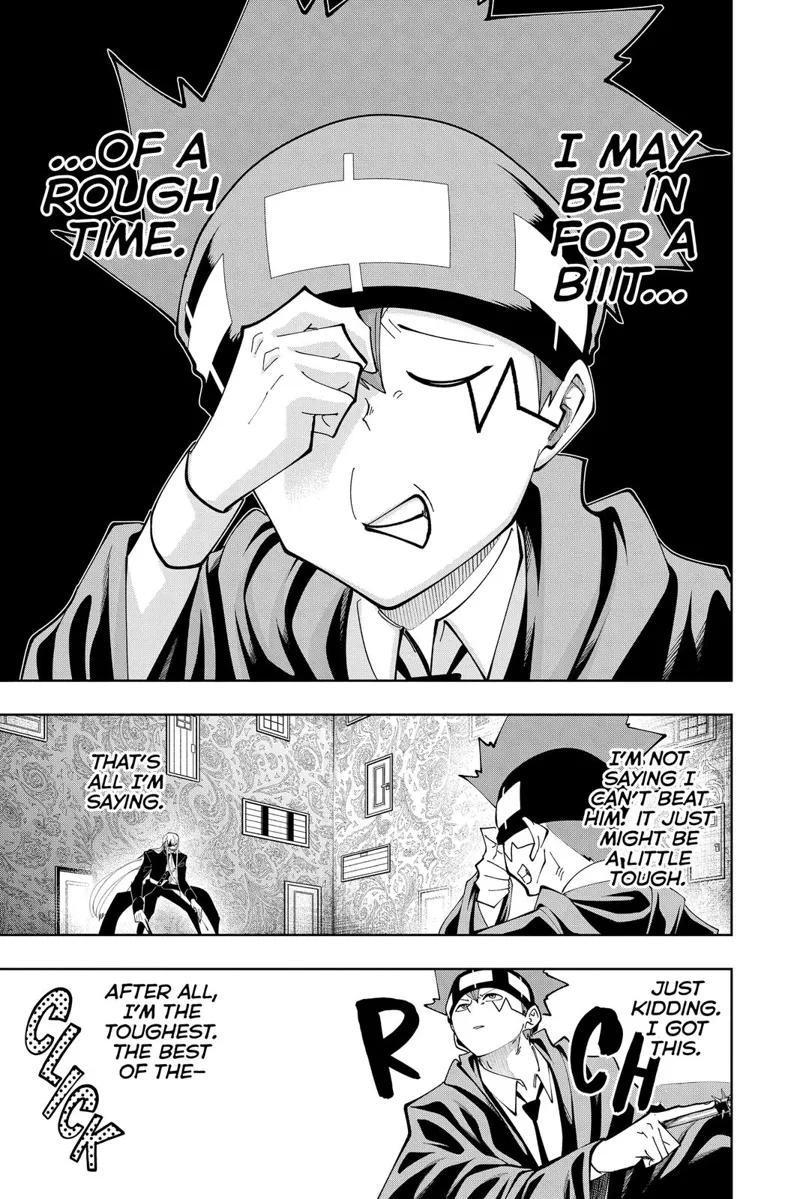 I MAY
BE IN
FOR A
BIIIT...
...OF A
ROUGH
TIME.
I'M NOT
SAYING I
CAN'T BEAT
HIM! IT JUST
MIGHT BE
A LITTLE
TOUGH.
THAT'S
ALL I'M
SAYING.
JUST
KIDDING.
I GOT
THIS.
R CH
AFTER ALL,
I'M THE
TOUGHEST.
THE BEST
OF THE–
CLICK